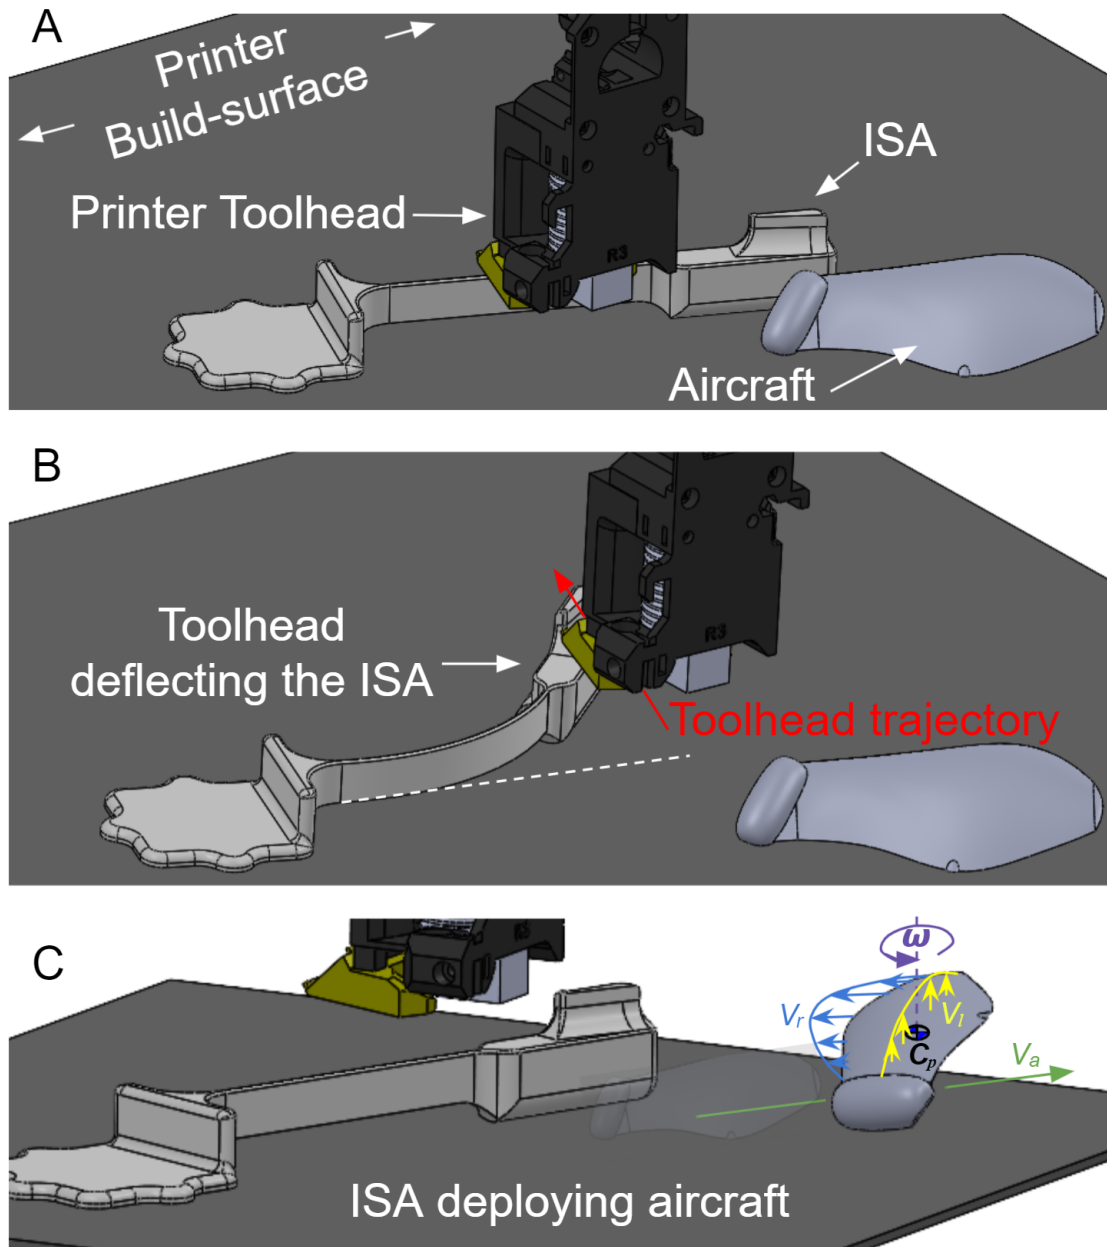 A
Printer
Build-surface
ISA
Printer Toolhead
R3
Aircraft
B
Toolhead
deflecting the ISA
R3
Toolhead trajectory
C
ω
Vr
Vl
Cp
Va
ISA deploying aircraft